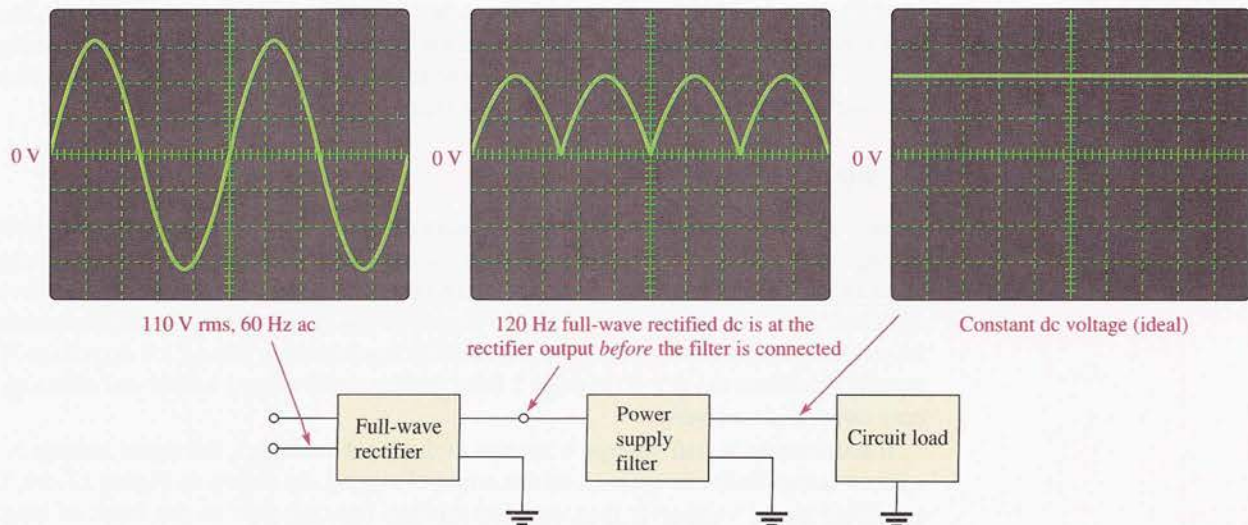 0 V
0 V
0 V
110 V rms, 60 Hz ac
120 Hz full-wave rectified dc is at the
rectifier output before the filter is connected
Constant dc voltage (ideal)
Full-wave
rectifier
Power
supply
filter
Circuit load